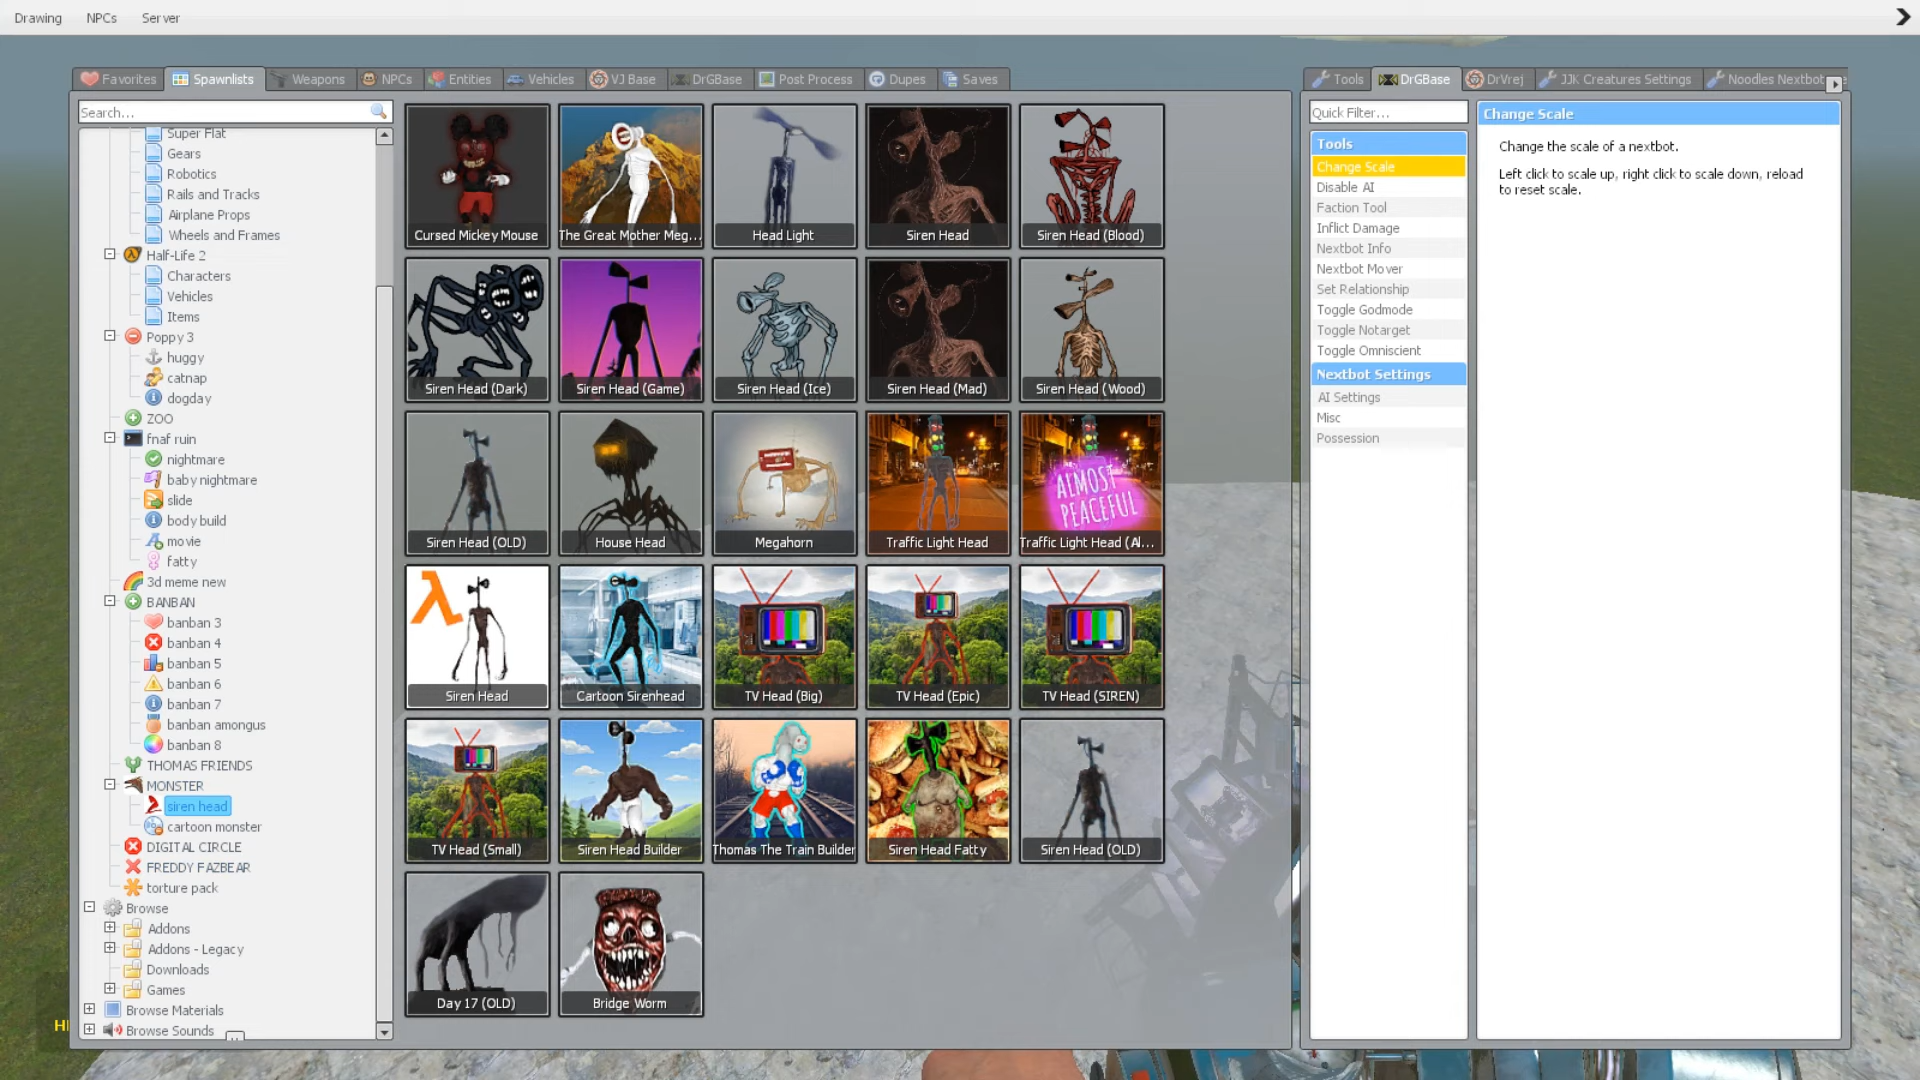 Drawing NPCs Server
Favorites Spawnlists Weapons NPCs Entities Vehicles VJ Base DrGBase Post Process Dupes Saves
Search...
Super Flat
Gears
Robotics
Rails and Tracks
Airplane Props
Wheels and Frames
Half-Life 2
Characters
Vehicles
Items
Poppy 3
huggy
catnap
dogday
ZOO
fnaf ruin
nightmare
baby nightmare
slide
body build
movie
fatty
3d meme new
BANBAN
banban 3
banban 4
banban 5
banban 6
banban 7
banban amongus
banban 8
THOMAS FRIENDS
MONSTER
siren head
cartoon monster
DIGITAL CIRCLE
FREDDY FAZBEAR
torture pack
Browse
Addons
Addons - Legacy
Downloads
Games
Browse Materials
Browse Sounds
Cursed Mickey Mouse The Great Mother Meg... Head Light Siren Head Siren Head (Blood)
Siren Head (Dark) Siren Head (Game) Siren Head (Ice) Siren Head (Mad) Siren Head (Wood)
ALMOST
PEACEFUL
Siren Head (OLD) House Head Megahorn Traffic Light Head Traffic Light Head (Al...
Siren Head Cartoon Sirenhead TV Head (Big) TV Head (Epic) TV Head (SIREN)
TV Head (Small) Siren Head Builder Thomas The Train Builder Siren Head Fatty Siren Head (OLD)
Day 17 (OLD) Bridge Worm
Tools DrGBase DrVrej JJK Creatures Settings Noodles Nextbot
Quick Filter...
Tools
Change Scale
Disable AI
Faction Tool
Inflict Damage
Nextbot Info
Nextbot Mover
Set Relationship
Toggle Godmode
Toggle Notarget
Toggle Omniscient
Nextbot Settings
AI Settings
Misc
Possession
Change Scale
Change the scale of a nextbot.
Left click to scale up, right click to scale down, reload
to reset scale.